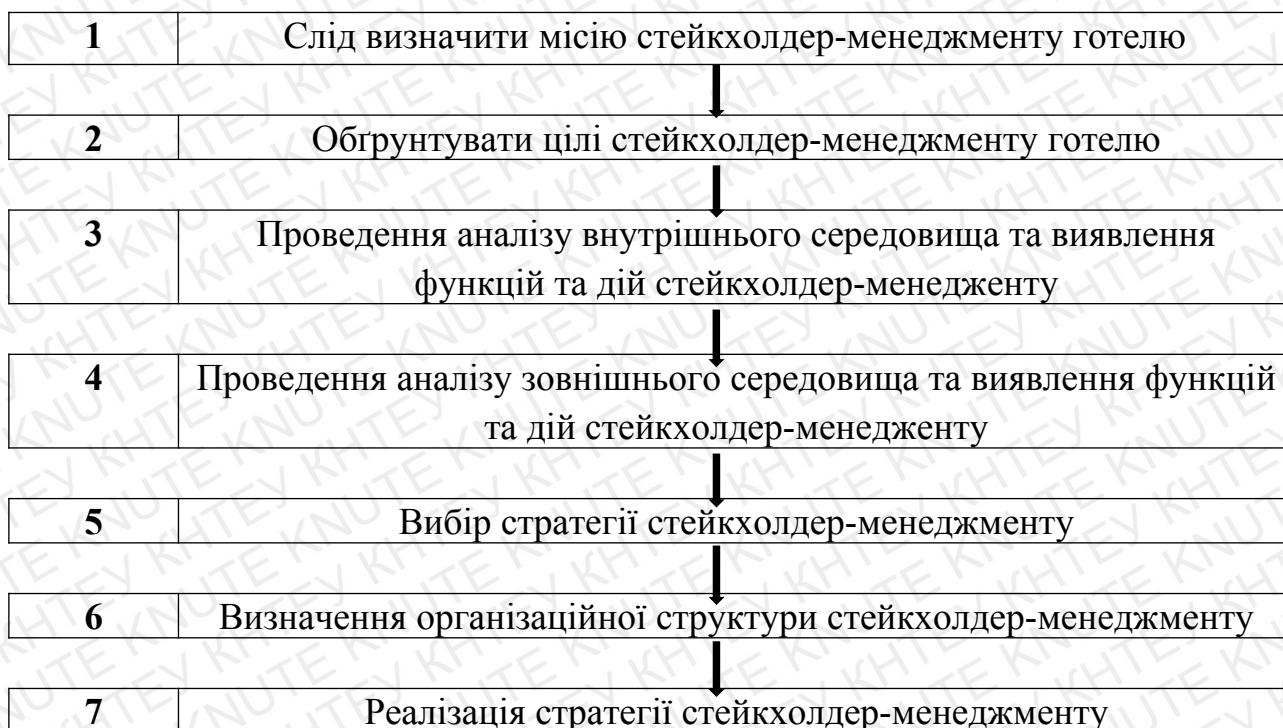 1 Слід визначити місію стейкхолдер-менеджменту готелю
2 Обґрунтувати цілі стейкхолдер-менеджменту готелю
3 Проведення аналізу внутрішнього середовища та виявлення
функцій та дій стейкхолдер-менедженту
4 Проведення аналізу зовнішнього середовища та виявлення функцій
та дій стейкхолдер-менедженту
5 Вибір стратегії стейкхолдер-менеджменту
6 Визначення організаційної структури стейкхолдер-менеджменту
7 Реалізація стратегії стейкхолдер-менеджменту